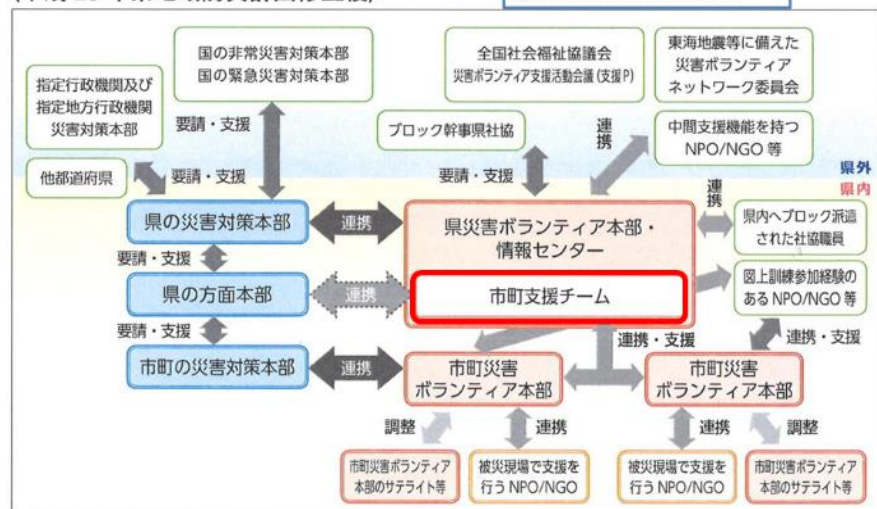 国の非常災害対策本部
国の緊急災害対策本部
全国社会福祉協議会
災害ボランティア支援活動会議(支援P)
東海地震等に備えた
災害ボランティア
ネットワーク委員会
指定行政機関及び
指定地方行政機関
災害対策本部
要請・支援
ブロック幹事県社協
連携
中間支援機能を持つ
NPO/NGO 等
他都道府県
要請・支援
要請・支援
県外
県内
連携
県の災害対策本部
連携
県災害ボランティア本部・
情報センター
県内へブロック派遣
された社協職員
要請・支援
県の方面本部
連携
市町支援チーム
図上訓練参加経験の
あるNPO/NGO 等
要請・支援
連携・支援
連携・支援
市町の災害対策本部
連携
市町災害
ボランティア本部
市町災害
ボランティア本部
調整
連携
連携
調整
市町災害ボランティア
本部のサテライト等
被災現場で支援を
行う NPO/NGO
被災現場で支援を
行う NPO/NGO
市町災害ボランティア
本部のサテライト等